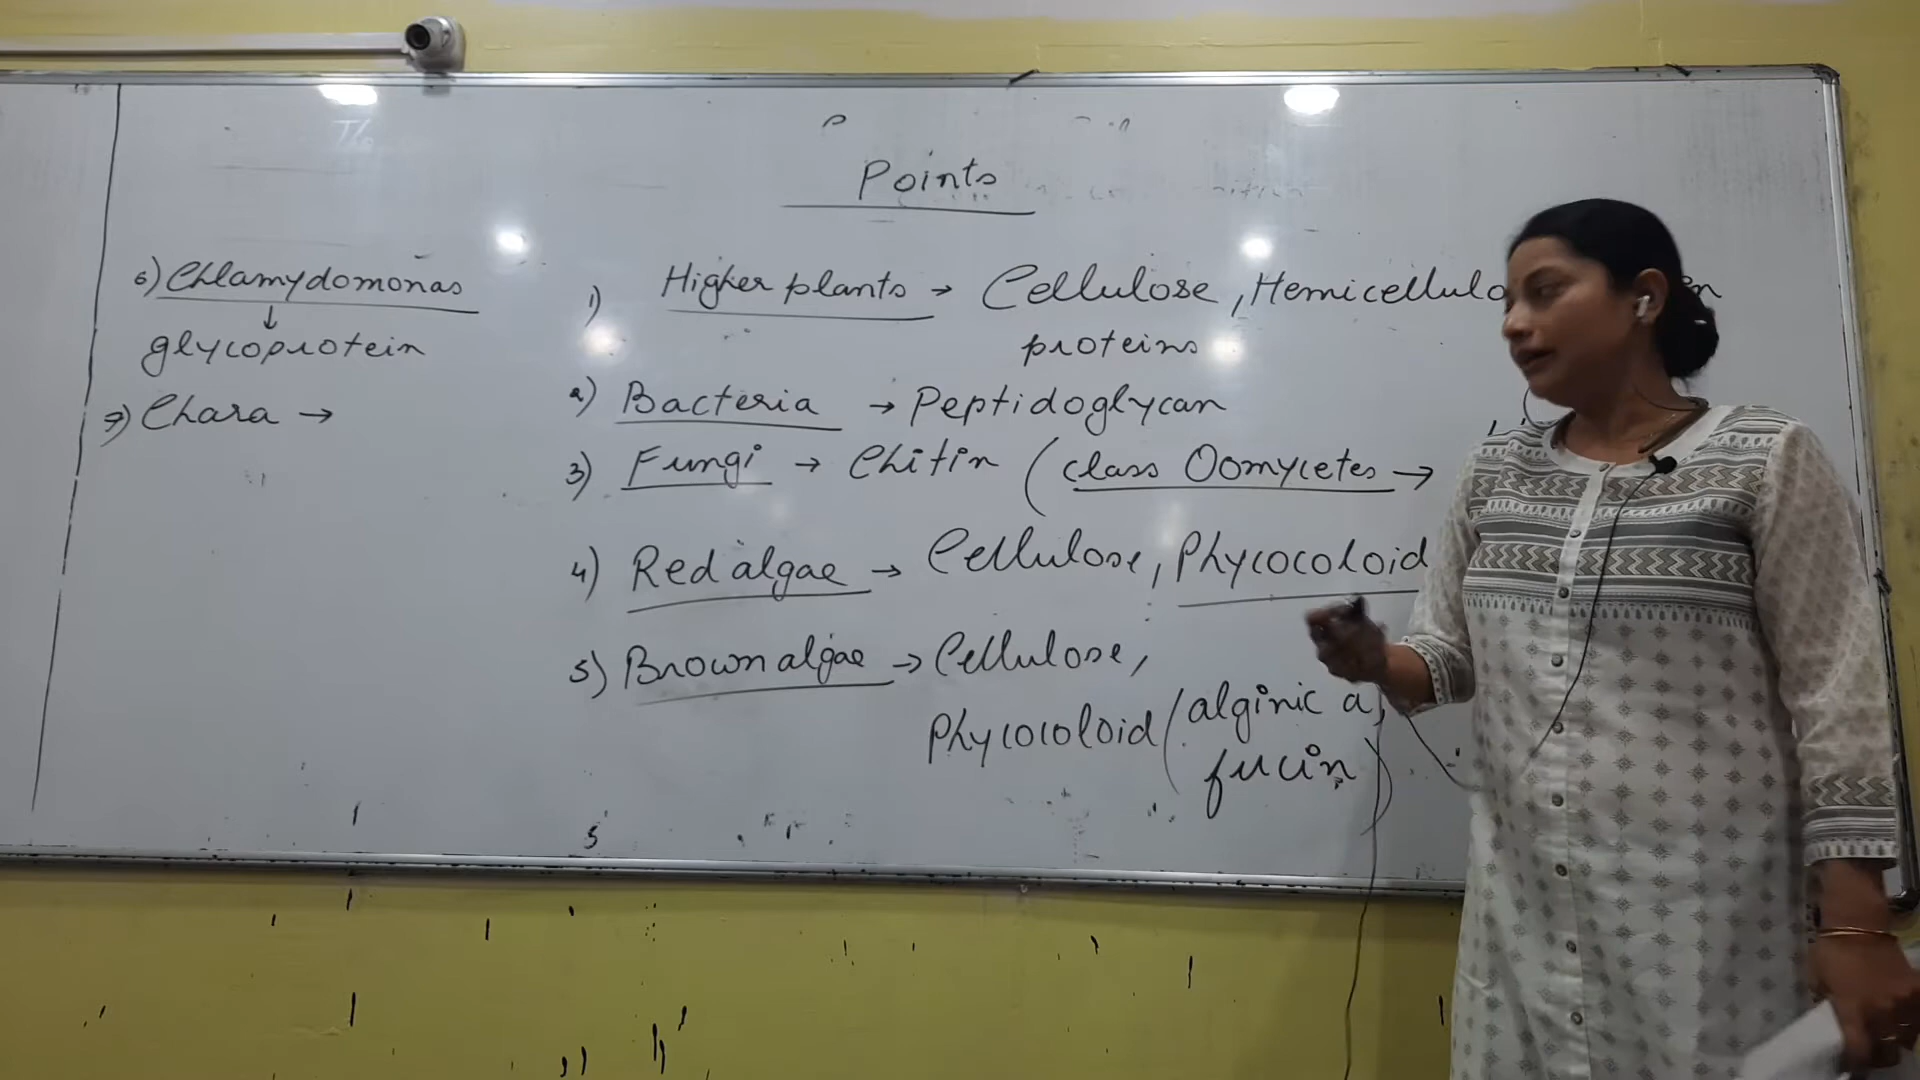 Points
6) Chlamydomonas
↓
glycoprotein
7) Chara →
1) Higher plants → Cellulose, Hemicellulo
proteins
2) Bacteria → Peptidoglycan
3) Fungi → Chitin (class Oomycetes →
4) Red algae → Cellulose, Phycocoloid
5) Brown algae → Cellulose,
Phycocoloid (alginic a,
fucin)